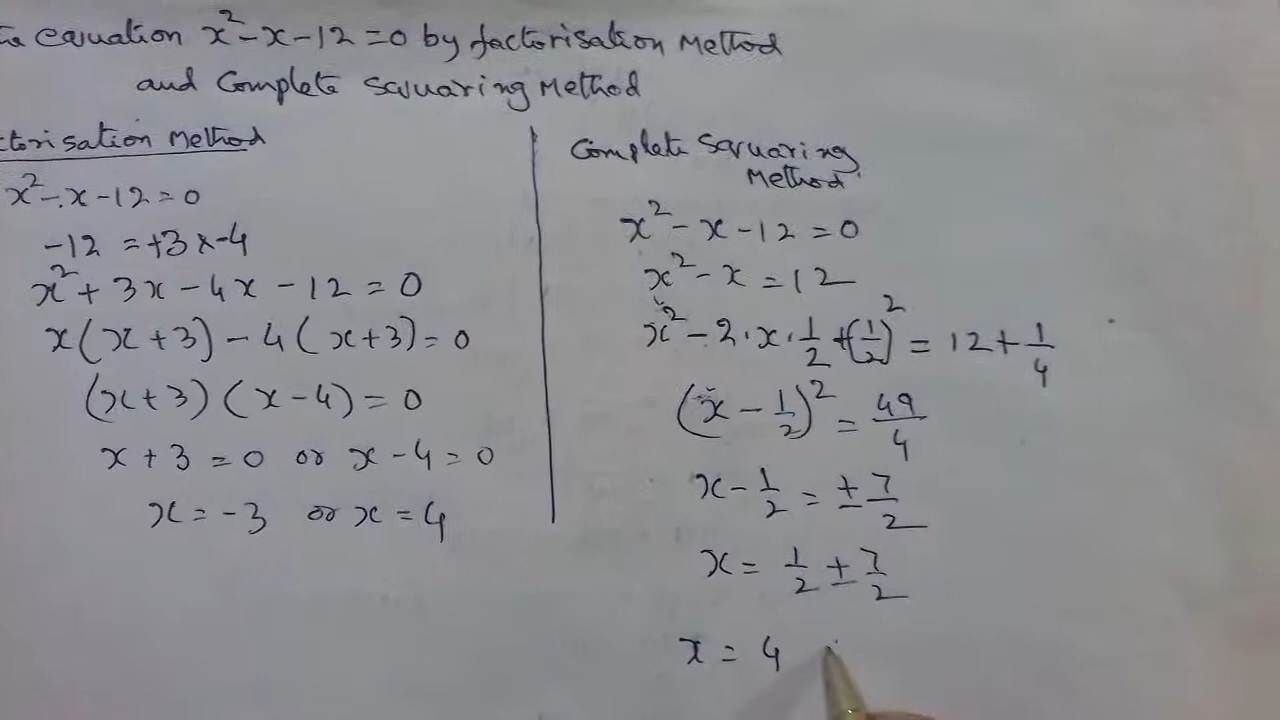 equation x² - x - 12 = 0 by factorisation Method
and Complete Squaring Method
ctorisation Method
x² - x - 12 = 0
-12 = +3 x -4
x² + 3x - 4x - 12 = 0
x(x + 3) - 4(x + 3) = 0
(x + 3)(x - 4) = 0
x + 3 = 0 or x - 4 = 0
x = -3 or x = 4
Complete Squaring
Method
x² - x - 12 = 0
x² - x = 12
x² - 2·x·1/2 + (1/2)² = 12 + 1/4
(x - 1/2)² = 49/4
x - 1/2 = ± 7/2
x = 1/2 ± 7/2
x = 4